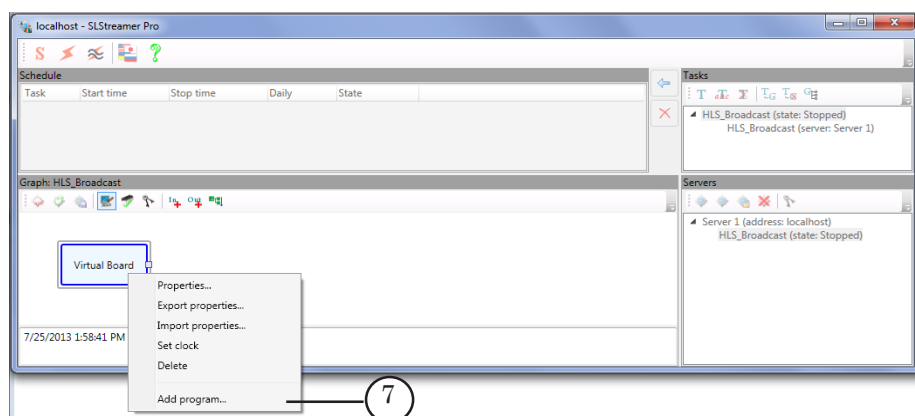 localhost - SLStreamer Pro
Schedule
Task Start time Stop time Daily State
Tasks
HLS_Broadcast (state: Stopped)
HLS_Broadcast (server: Server 1)
Graph: HLS_Broadcast
In Out
Servers
Server 1 (address: localhost)
HLS_Broadcast (state: Stopped)
Virtual Board
Properties...
Export properties...
Import properties...
Set clock
Delete
Add program...
7/25/2013 1:58:41 PM
7